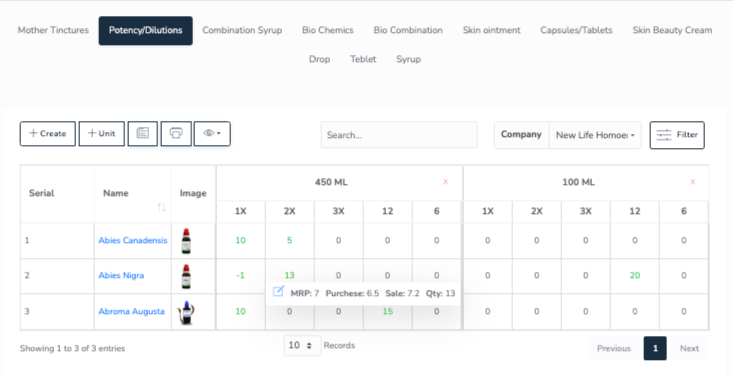 Mother Tinctures Potency/Dilutions Combination Syrup Bio Chemics Bio Combination Skin ointment Capsules/Tablets Skin Beauty Cream
Drop Teblet Syrup
+ Create + Unit Search... Company New Life Homoe Filter
Serial Name Image 450 ML x 100 ML x
1X 2X 3X 12 6 1X 2X 3X 12 6
1 Abies Canadensis 10 5 0 0 0 0 0 0 0 0
2 Abies Nigra -1 13 0 0 0 0 0 0 20 0
MRP: 7 Purchese: 6.5 Sale: 7.2 Qty: 13
3 Abroma Augusta 10 0 0 15 0 0 0 0 0 0
Showing 1 to 3 of 3 entries 10 Records Previous 1 Next